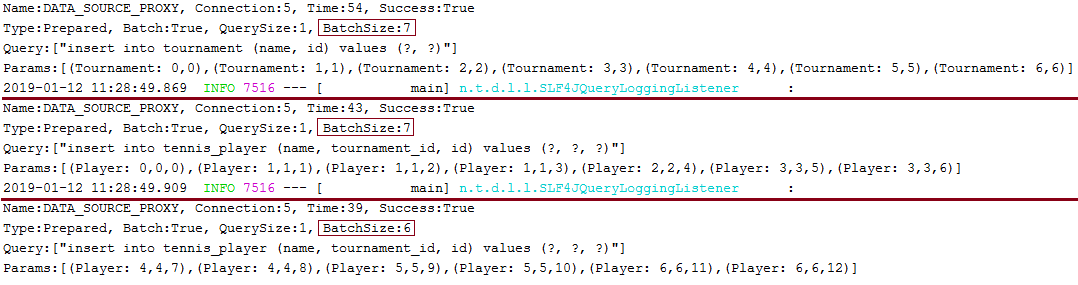 Name:DATA_SOURCE_PROXY, Connection:5, Time:54, Success:True
Type:Prepared, Batch:True, QuerySize:1, BatchSize:7
Query:["insert into tournament (name, id) values (?, ?)"]
Params:[(Tournament: 0,0),(Tournament: 1,1),(Tournament: 2,2),(Tournament: 3,3),(Tournament: 4,4),(Tournament: 5,5),(Tournament: 6,6)]
2019-01-12 11:28:49.869  INFO 7516 --- [           main] n.t.d.l.l.SLF4JQueryLoggingListener      :
Name:DATA_SOURCE_PROXY, Connection:5, Time:43, Success:True
Type:Prepared, Batch:True, QuerySize:1, BatchSize:7
Query:["insert into tennis_player (name, tournament_id, id) values (?, ?, ?)"]
Params:[(Player: 0,0,0),(Player: 1,1,1),(Player: 1,1,2),(Player: 1,1,3),(Player: 2,2,4),(Player: 3,3,5),(Player: 3,3,6)]
2019-01-12 11:28:49.909  INFO 7516 --- [           main] n.t.d.l.l.SLF4JQueryLoggingListener      :
Name:DATA_SOURCE_PROXY, Connection:5, Time:39, Success:True
Type:Prepared, Batch:True, QuerySize:1, BatchSize:6
Query:["insert into tennis_player (name, tournament_id, id) values (?, ?, ?)"]
Params:[(Player: 4,4,7),(Player: 4,4,8),(Player: 5,5,9),(Player: 5,5,10),(Player: 6,6,11),(Player: 6,6,12)]